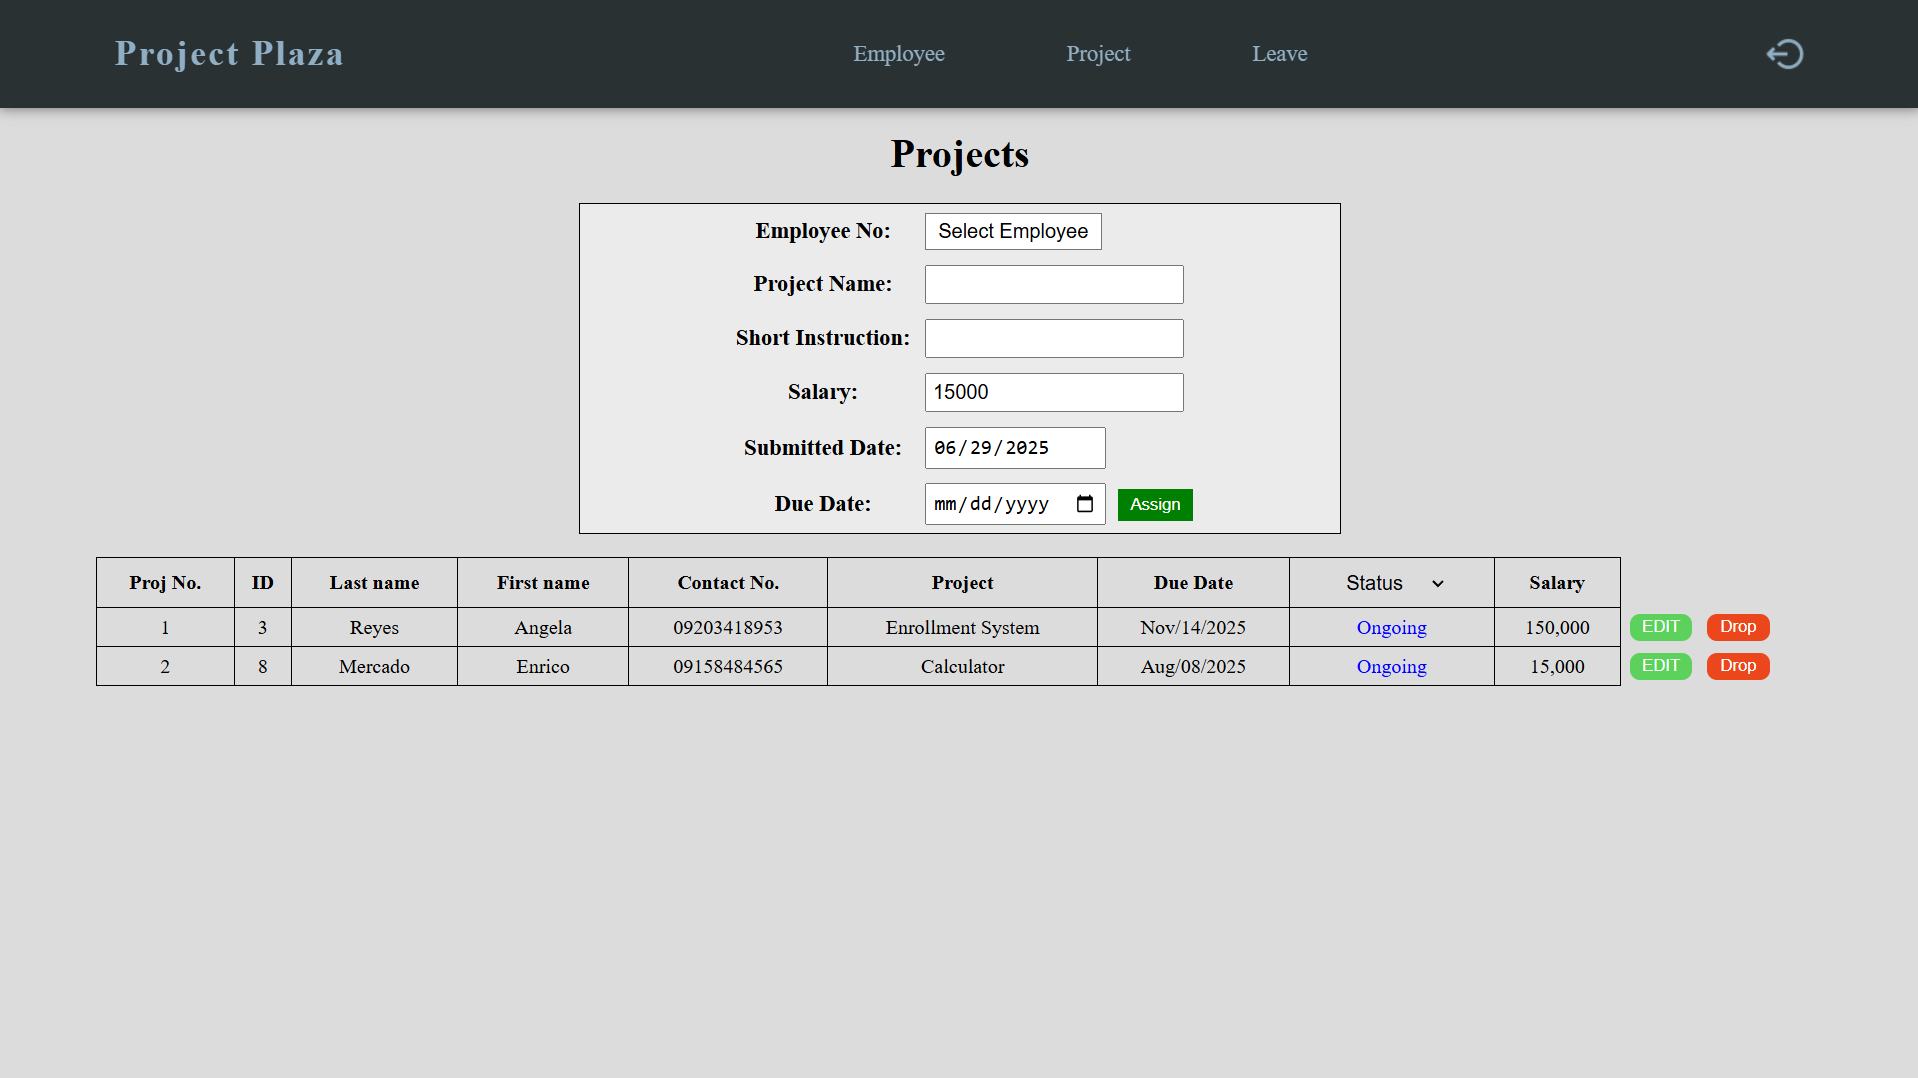 Project Plaza Employee Project Leave
Projects
Employee No: Select Employee
Project Name:
Short Instruction:
Salary: 15000
Submitted Date: 06/29/2025
Due Date: mm/dd/yyyy Assign
Proj No. ID Last name First name Contact No. Project Due Date Status Salary
1 3 Reyes Angela 09203418953 Enrollment System Nov/14/2025 Ongoing 150,000 EDIT Drop
2 8 Mercado Enrico 09158484565 Calculator Aug/08/2025 Ongoing 15,000 EDIT Drop